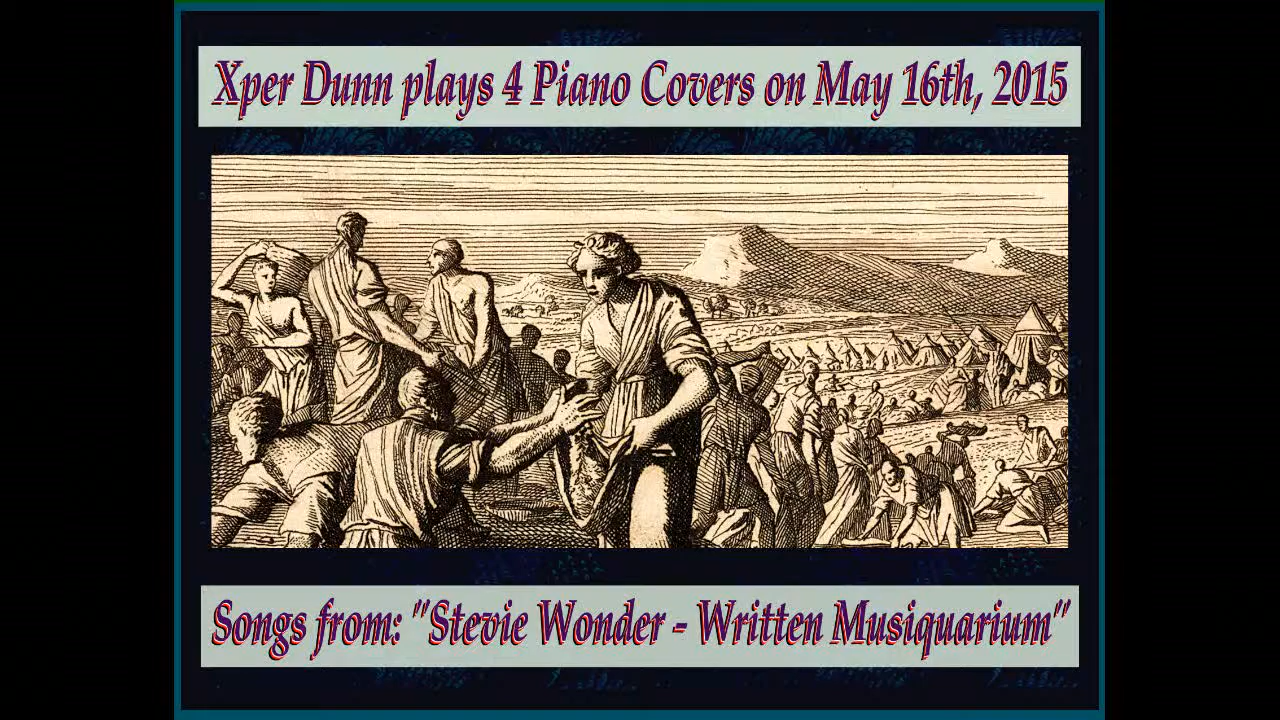 Xper Dunn plays 4 Piano Covers on May 16th, 2015
Songs from: "Stevie Wonder - Written Musiquarium"